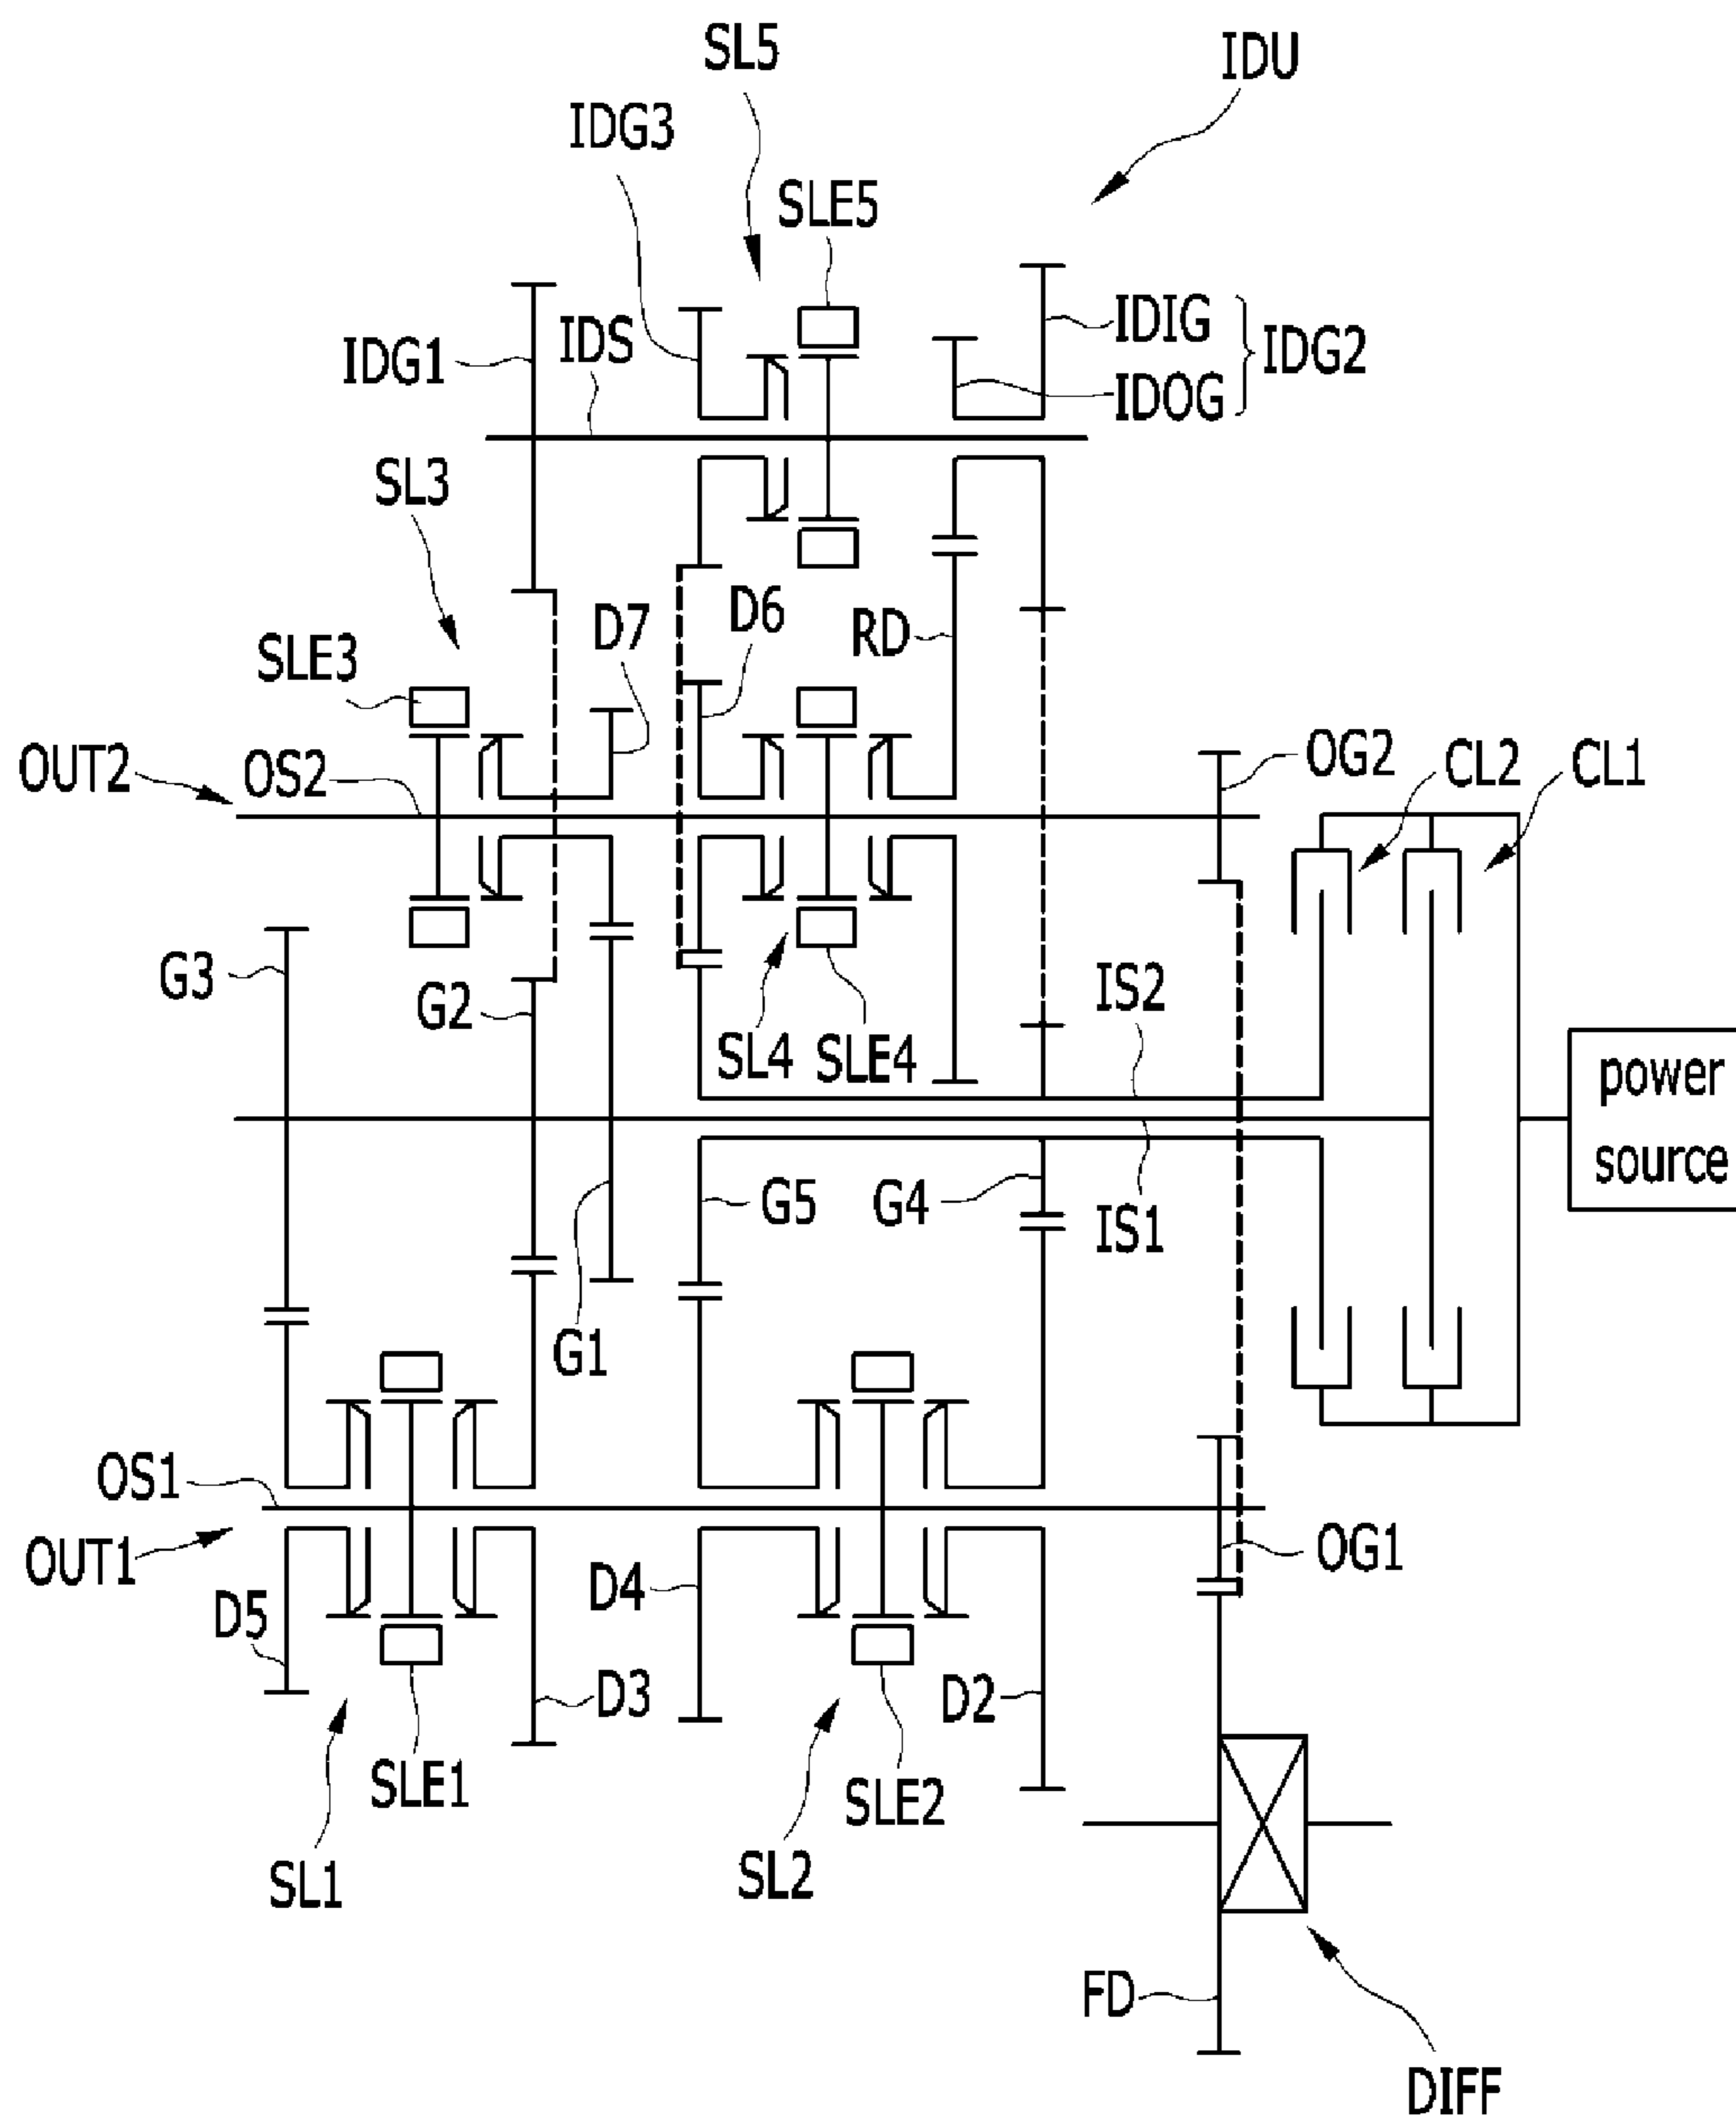 SL5
IDU
IDG3
SLE5
IDS
IDIG
IDG1
IDG2
IDOG
SL3
D6
D7
RD
SLE3
OG2
CL2
CL1
OUT2
OS2
G3
IS2
G2
SL4
SLE4
power
source
G5
G4
IS1
G1
OS1
OG1
OUT1
D4
D5
D3
D2
SLE1
SLE2
SL2
SL1
FD
DIFF